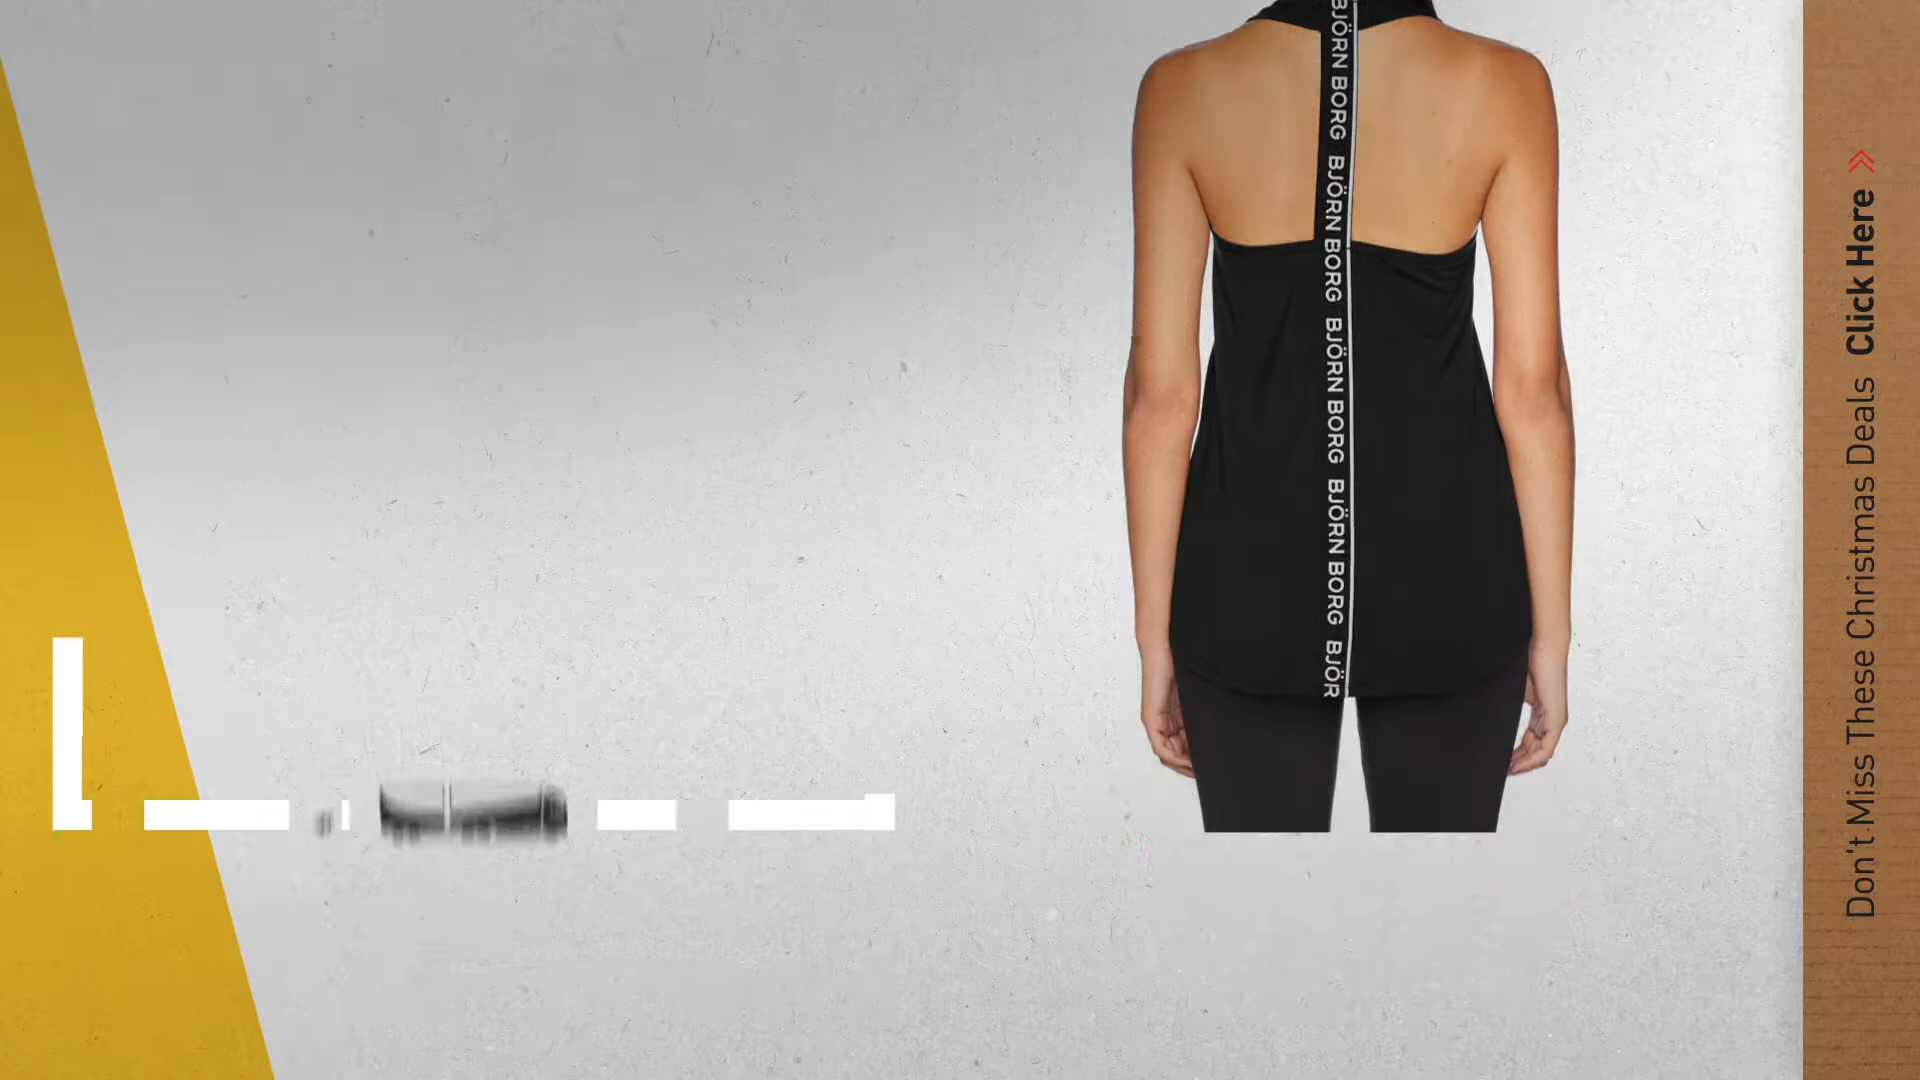 BJÖRN BORG BJÖRN BORG BJÖRN BORG BJÖRN BORG BJÖR
Don't Miss These Christmas Deals Click Here